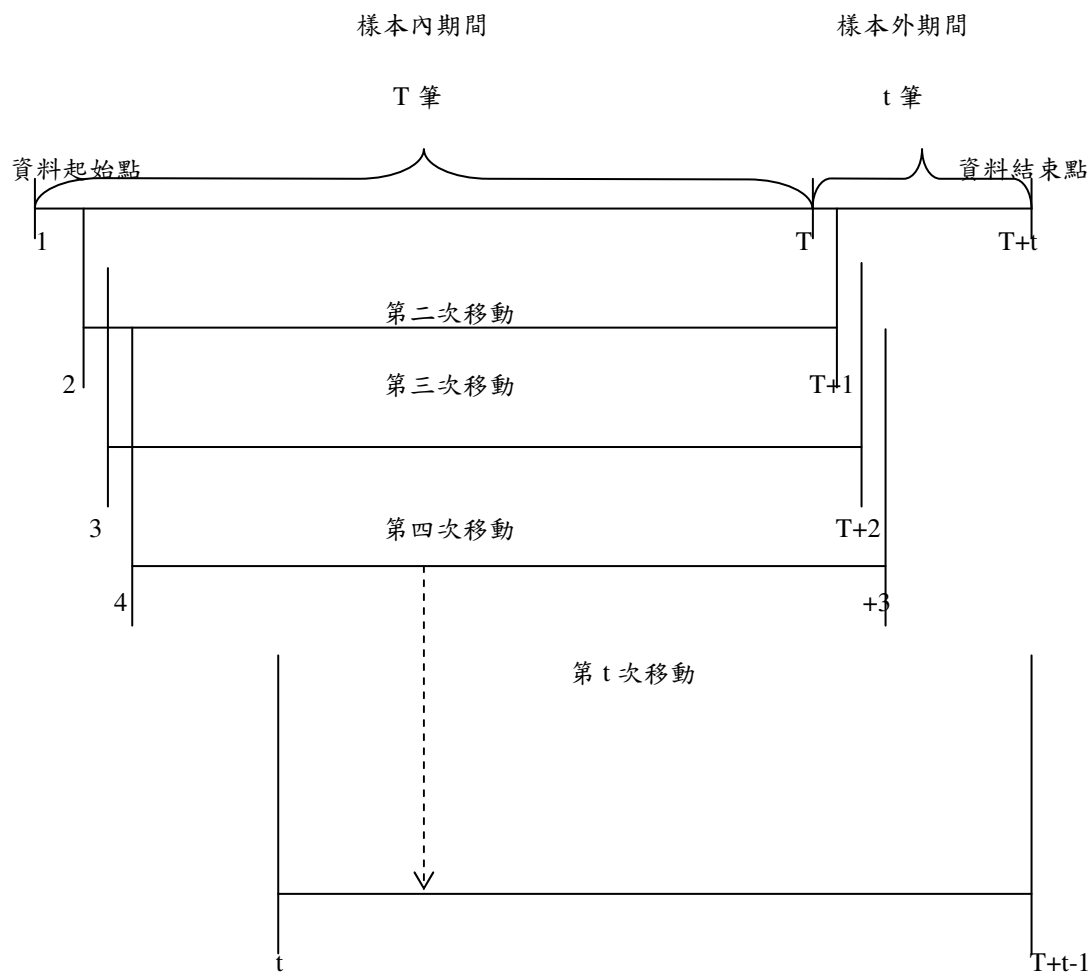 樣本內期間
樣本外期間
T 筆
t 筆
資料起始點
資料結束點
1
T
T+t
第二次移動
2
第三次移動
T+1
3
第四次移動
T+2
4
+3
第 t 次移動
t
T+t-1